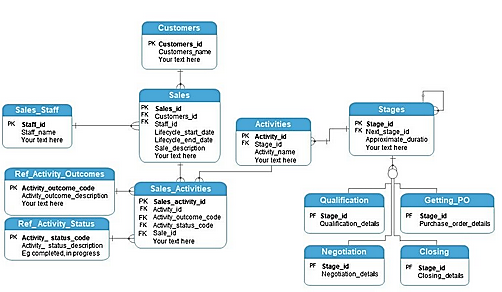 Customers
PK Customers_id
Customers_name
Your text here
Sales
PK Sales_id
FK Customers_id
FK Staff_id
Lifecycle_start_date
Lifecycle_end_date
Sale_description
Your text here
Sales_Staff
PK Staff_id
Staff_name
Your text here
Activities
PK Activity_id
FK Stage_id
Activity_name
Your text here
Stages
PK Stage_id
FK Next_stage_id
Approximate_duratio
Your text here
Ref_Activity_Outcomes
PK Activity_outcome_code
Activity_outcome_description
Your text here
Sales_Activities
PK Sales_activity_id
FK Activity_id
FK Activity_outcome_code
FK Activity_status_code
FK Sale_id
Your text here
Ref_Activity_Status
PK Activity_ status_code
Activity_ status_description
Eg completed,in progress
Qualification
PF Stage_id
Qualification_details
Getting_PO
PF Stage_id
Purchase_order_details
Negotiation
PF Stage_id
Negotiation_details
Closing
PF Stage_id
Closing_details